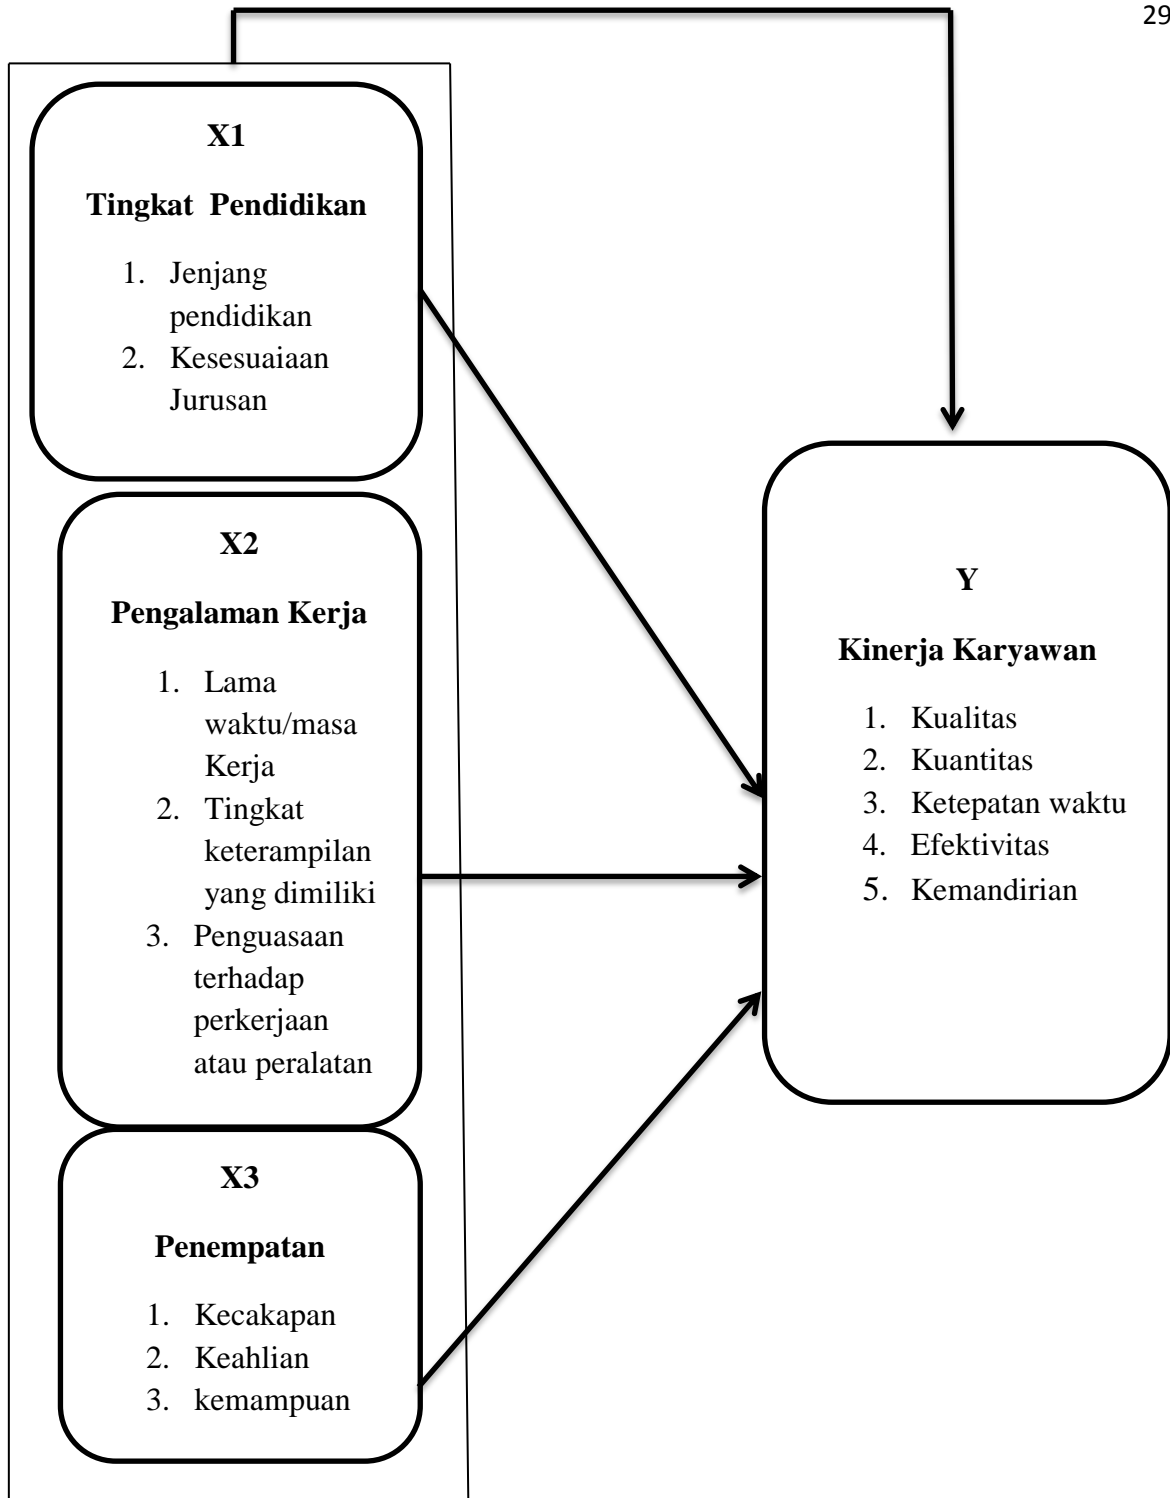 29
X1
Tingkat Pendidikan
1. Jenjang
pendidikan
2. Kesesuaiaan
Jurusan
X2
Pengalaman Kerja
1. Lama
waktu/masa
Kerja
2. Tingkat
keterampilan
yang dimiliki
3. Penguasaan
terhadap
perkerjaan
atau peralatan
X3
Penempatan
1. Kecakapan
2. Keahlian
3. kemampuan
Y
Kinerja Karyawan
1. Kualitas
2. Kuantitas
3. Ketepatan waktu
4. Efektivitas
5. Kemandirian